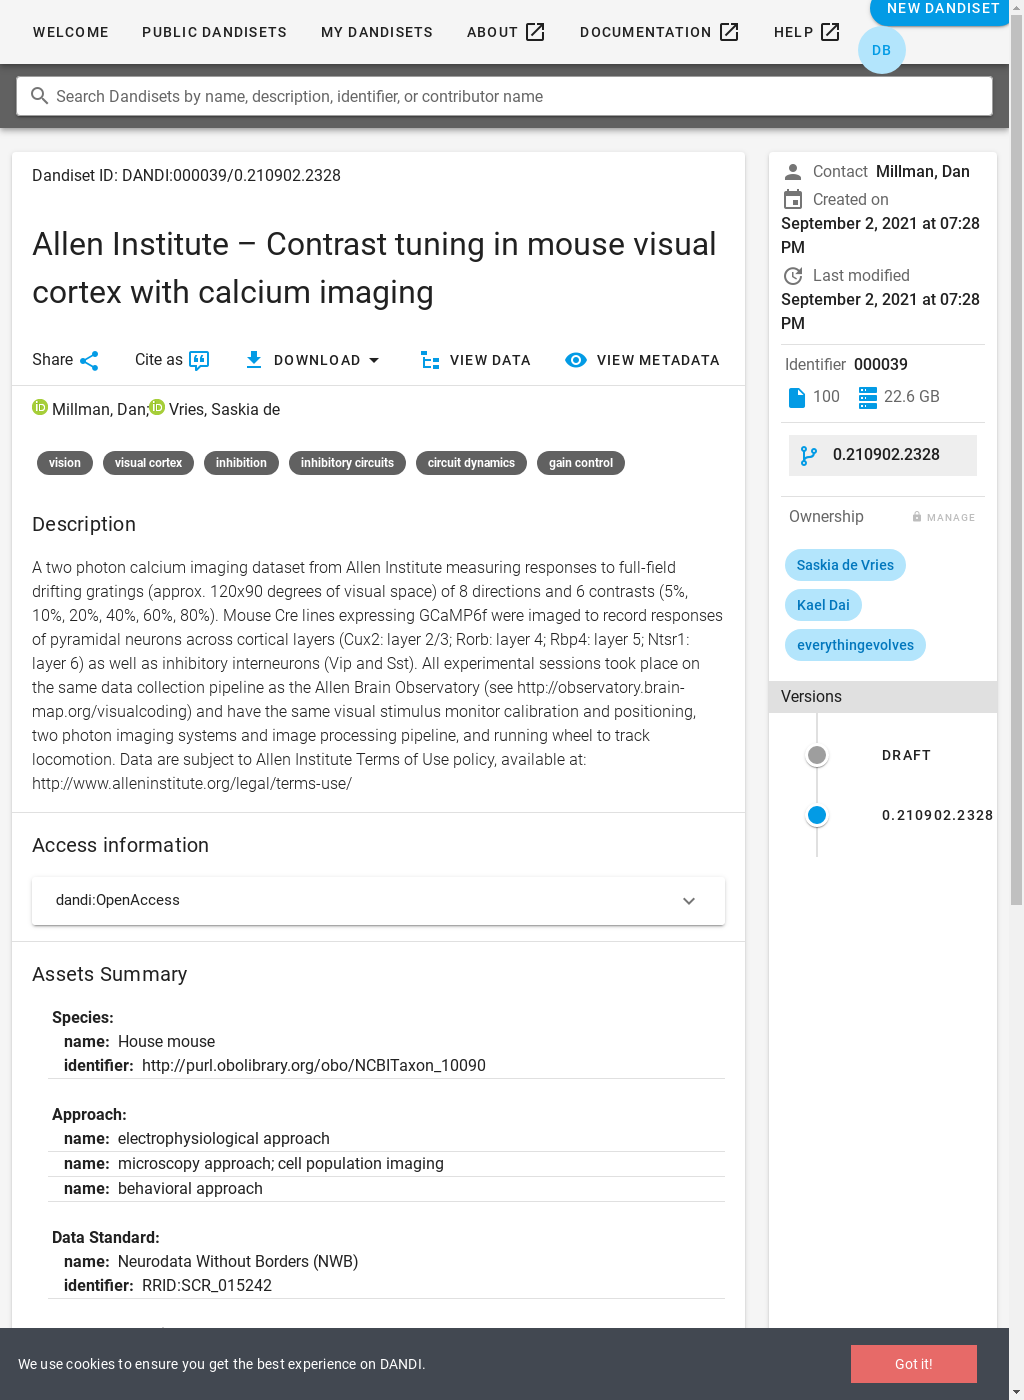 WELCOME
PUBLIC DANDISETS
MY DANDISETS
ABOUT
DOCUMENTATION
HELP
NEW DANDISET
DB
Search Dandisets by name, description, identifier, or contributor name
Dandiset ID: DANDI:000039/0.210902.2328
Allen Institute – Contrast tuning in mouse visual
cortex with calcium imaging
Share
Cite as
DOWNLOAD
VIEW DATA
VIEW METADATA
iD Millman, Dan; iD Vries, Saskia de
vision
visual cortex
inhibition
inhibitory circuits
circuit dynamics
gain control
Description
A two photon calcium imaging dataset from Allen Institute measuring responses to full-field
drifting gratings (approx. 120x90 degrees of visual space) of 8 directions and 6 contrasts (5%,
10%, 20%, 40%, 60%, 80%). Mouse Cre lines expressing GCaMP6f were imaged to record responses
of pyramidal neurons across cortical layers (Cux2: layer 2/3; Rorb: layer 4; Rbp4: layer 5; Ntsr1:
layer 6) as well as inhibitory interneurons (Vip and Sst). All experimental sessions took place on
the same data collection pipeline as the Allen Brain Observatory (see http://observatory.brain-
map.org/visualcoding) and have the same visual stimulus monitor calibration and positioning,
two photon imaging systems and image processing pipeline, and running wheel to track
locomotion. Data are subject to Allen Institute Terms of Use policy, available at:
http://www.alleninstitute.org/legal/terms-use/
Access information
dandi:OpenAccess
Assets Summary
Species:
name: House mouse
identifier: http://purl.obolibrary.org/obo/NCBITaxon_10090
Approach:
name: electrophysiological approach
name: microscopy approach; cell population imaging
name: behavioral approach
Data Standard:
name: Neurodata Without Borders (NWB)
identifier: RRID:SCR_015242
Contact Millman, Dan
Created on
September 2, 2021 at 07:28
PM
Last modified
September 2, 2021 at 07:28
PM
Identifier 000039
100
22.6 GB
0.210902.2328
Ownership
MANAGE
Saskia de Vries
Kael Dai
everythingevolves
Versions
DRAFT
0.210902.2328
We use cookies to ensure you get the best experience on DANDI.
Got it!